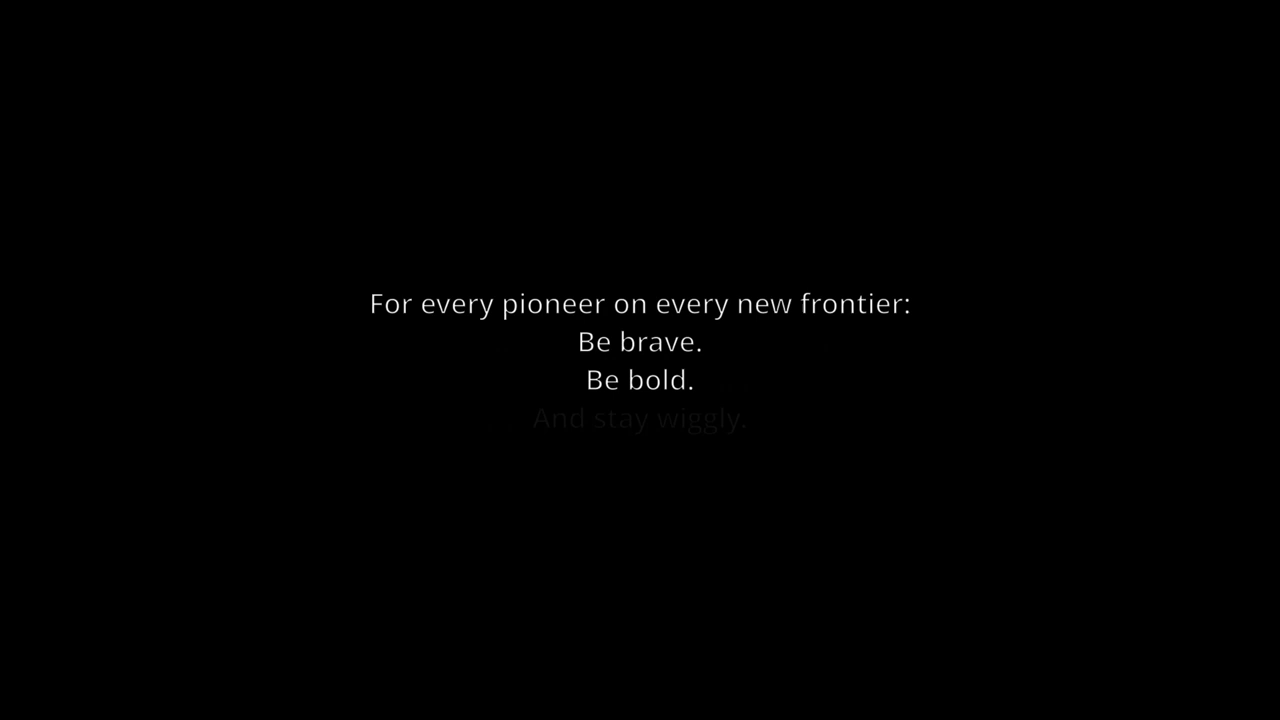 For every pioneer on every new frontier:
Be brave.
Be bold.
And stay wiggly.